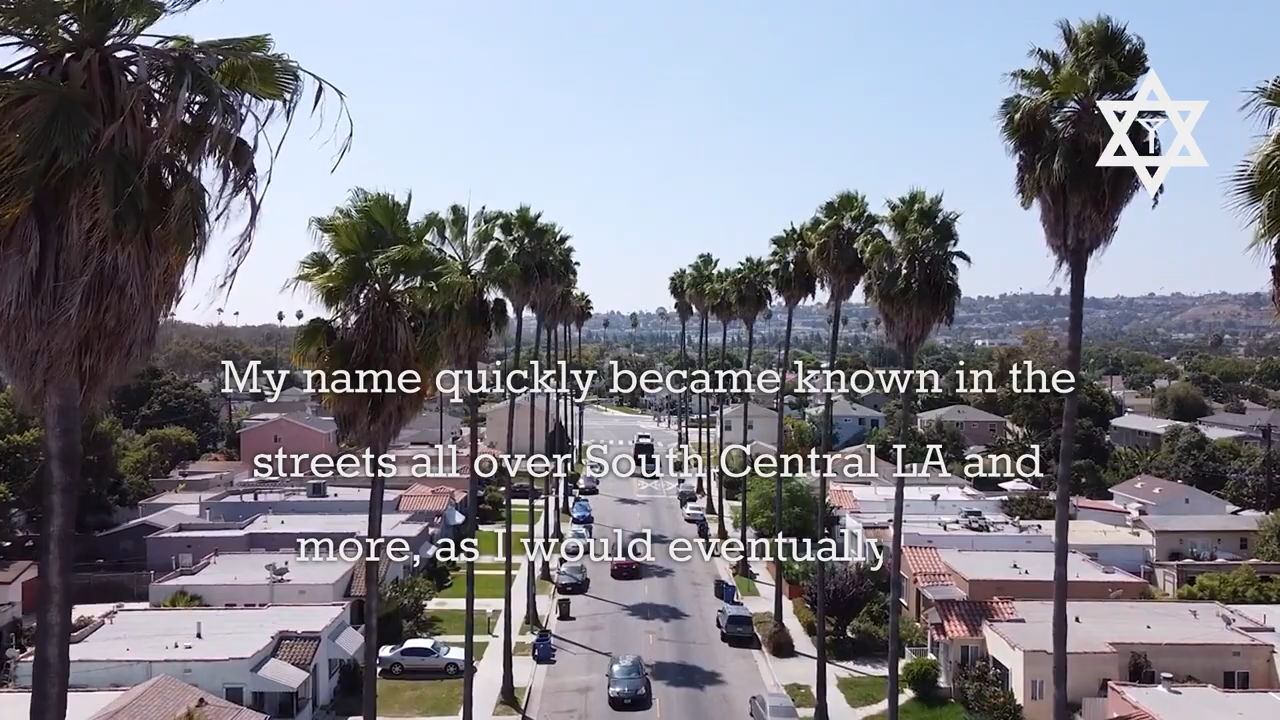 My name quickly became known in the
streets all over South Central LA and
more, as I would eventually